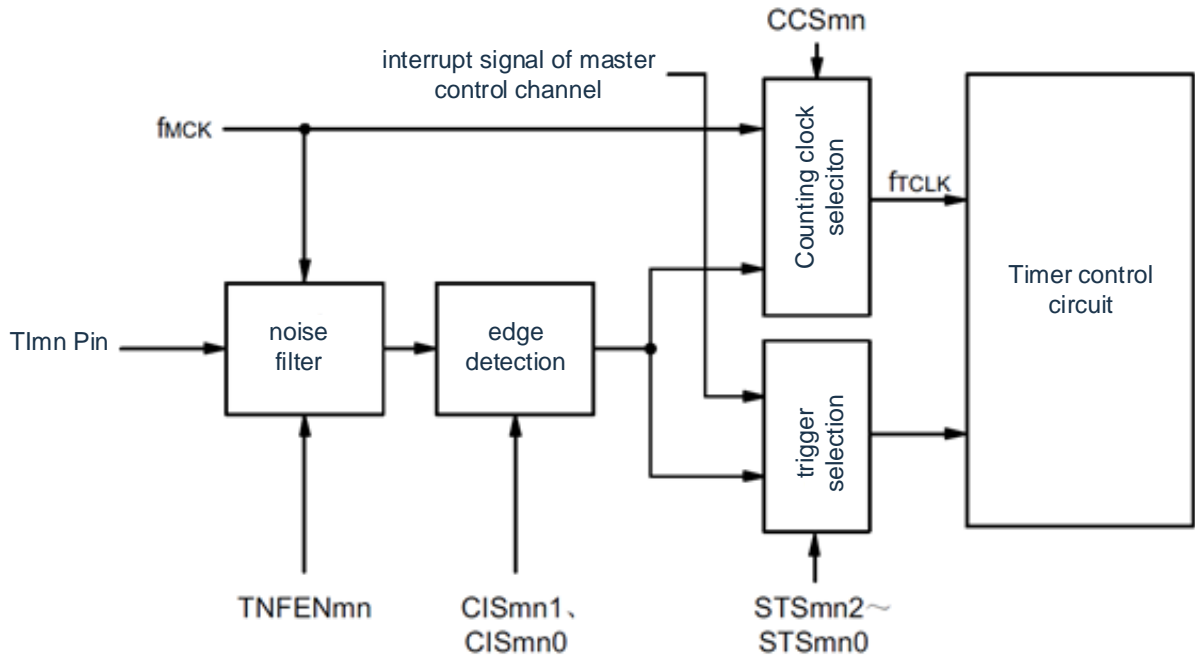 CCSmn
interrupt signal of master
control channel
fMCK
Counting clock
seleciton
fTCLK
Timer control
circuit
TImn Pin
noise
filter
edge
detection
trigger
selection
TNFENmn
CISmn1、
CISmn0
STSmn2～
STSmn0